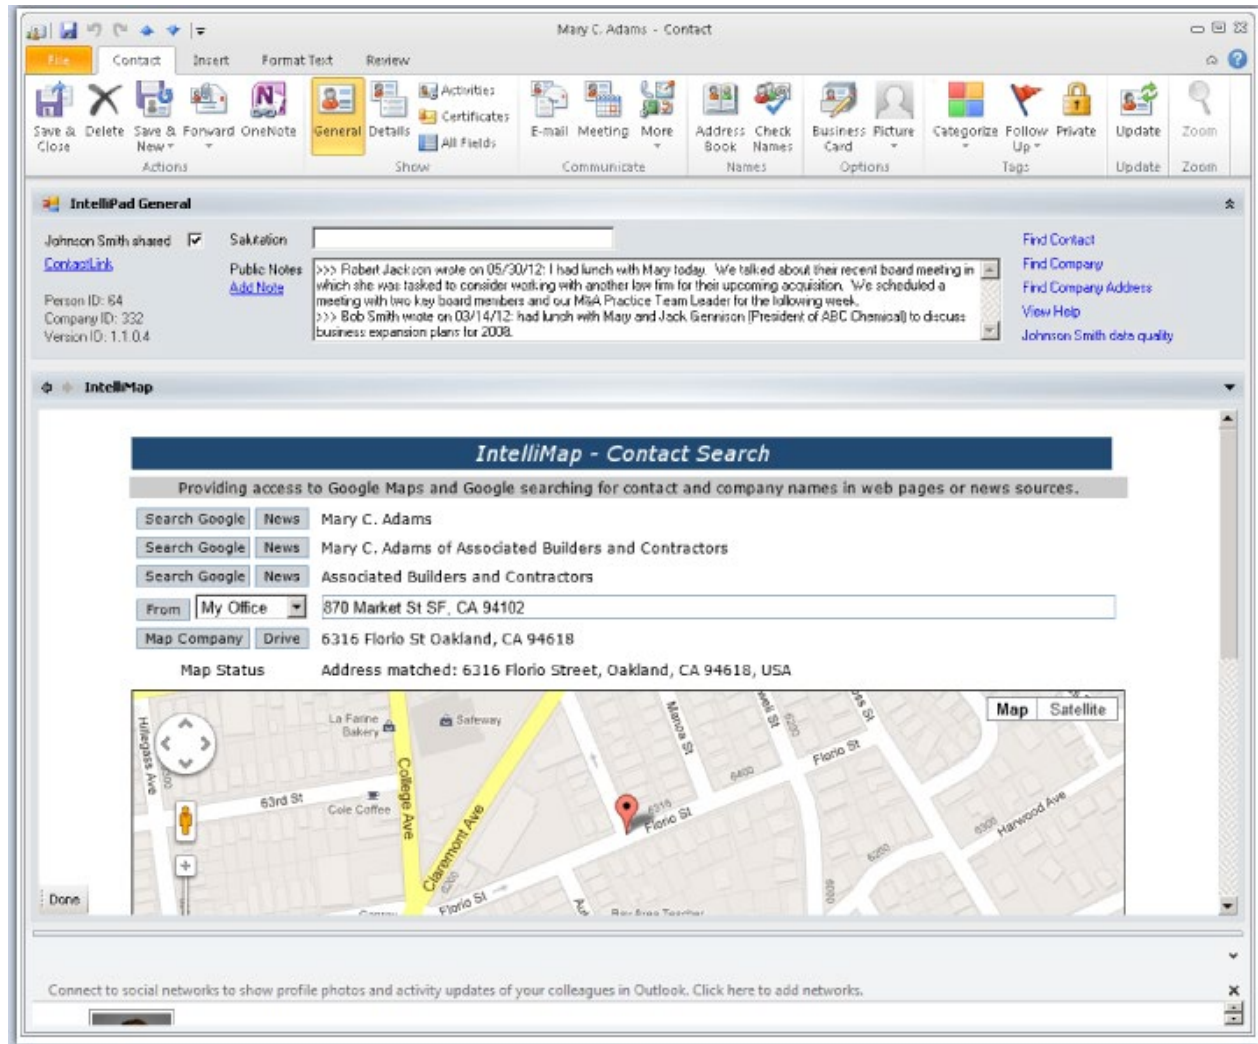 Mary C. Adams - Contact
File Contact Insert Format Text Review
Save & Close Delete Save & New Forward OneNote
General Details Activities Certificates All Fields
E-mail Meeting More
Address Book Check Names
Business Card Picture
Categorize Follow Up Private
Update Zoom
Actions Show Communicate Names Options Tags Update Zoom
IntelliPad General
Johnson Smith shared
ContactLink
Person ID: 64
Company ID: 332
Version ID: 1.1.0.4
Salutation
Public Notes
Add Note
>>> Robert Jackson wrote on 05/30/12: I had lunch with Mary today. We talked about their recent board meeting in
which she was tasked to consider working with another law firm for their upcoming acquisition. We scheduled a
meeting with two key board members and our M&A Practice Team Leader for the following week.
>>> Bob Smith wrote on 03/14/12: had lunch with Mary and Jack Gennison (President of ABC Chemical) to discuss
business expansion plans for 2008.
Find Contact
Find Company
Find Company Address
View Help
Johnson Smith data quality
IntelliMap
IntelliMap - Contact Search
Providing access to Google Maps and Google searching for contact and company names in web pages or news sources.
Search Google News Mary C. Adams
Search Google News Mary C. Adams of Associated Builders and Contractors
Search Google News Associated Builders and Contractors
From My Office 870 Market St SF, CA 94102
Map Company Drive 6316 Florio St Oakland, CA 94618
Map Status Address matched: 6316 Florio Street, Oakland, CA 94618, USA
Map Satellite
Hillegass Ave
La Farine Bakery
Safeway
College Ave
63rd St
Cole Coffee
Claremont Ave
6200
Manoa St
6400
Florio St
6316
Florio St
6200
6300
Harwood Ave
6200
6000
Florio St
Done
Connect to social networks to show profile photos and activity updates of your colleagues in Outlook. Click here to add networks.